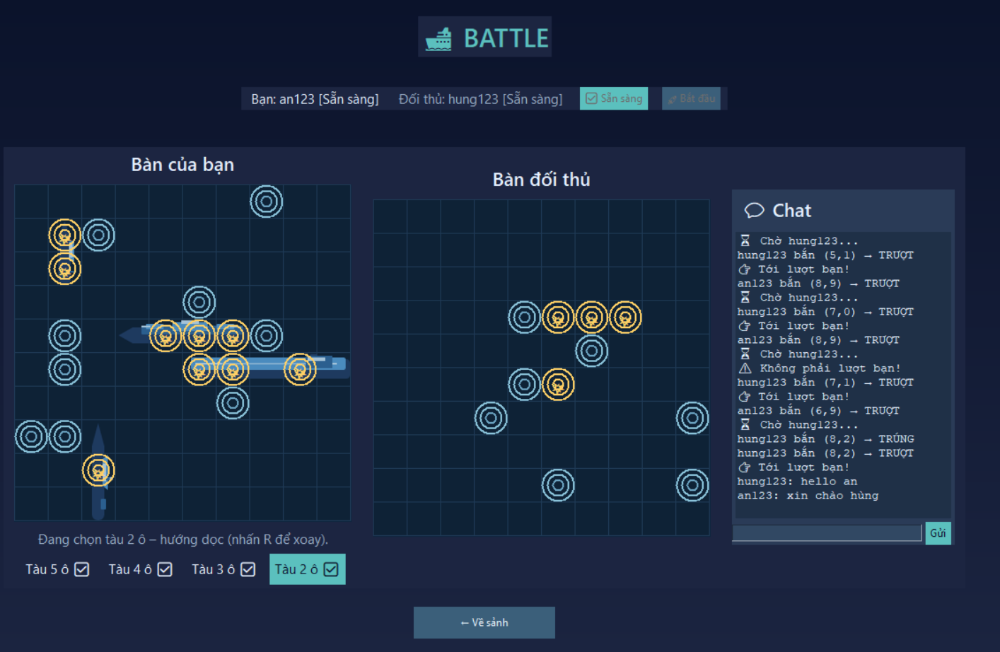 BATTLE
Bạn: an123 [Sẵn sàng]
Đối thủ: hung123 [Sẵn sàng]
Sẵn sàng
Bắt đầu
Bàn của bạn
Bàn đối thủ
Chat
Chờ hung123...
hung123 bắn (5,1) → TRƯỢT
Tới lượt bạn!
an123 bắn (8,9) → TRƯỢT
Chờ hung123...
hung123 bắn (7,0) → TRƯỢT
Tới lượt bạn!
an123 bắn (8,9) → TRƯỢT
Chờ hung123...
Không phải lượt bạn!
hung123 bắn (7,1) → TRƯỢT
Tới lượt bạn!
an123 bắn (6,9) → TRƯỢT
Chờ hung123...
hung123 bắn (8,2) → TRÚNG
hung123 bắn (8,2) → TRƯỢT
Tới lượt bạn!
hung123: hello an
an123: xin chào hùng
Gửi
Đang chọn tàu 2 ô – hướng dọc (nhấn R để xoay).
Tàu 5 ô
Tàu 4 ô
Tàu 3 ô
Tàu 2 ô
← Về sảnh